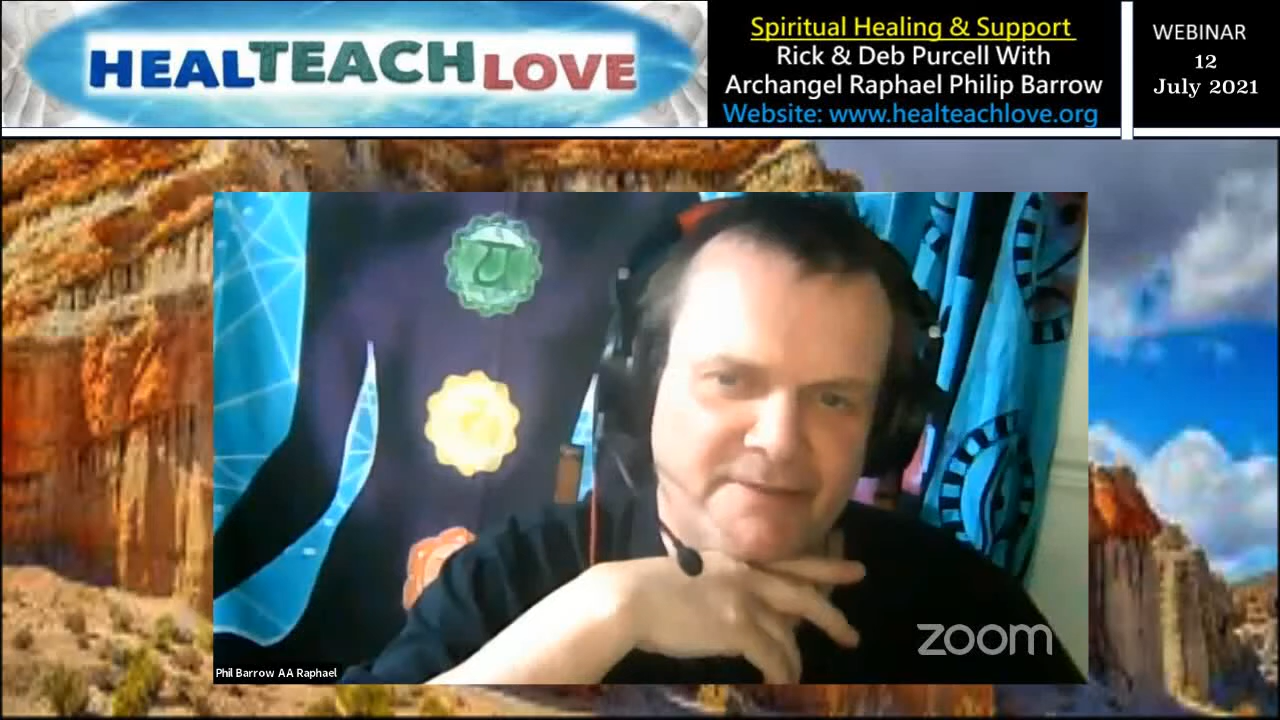 HEALTEACHLOVE
Spiritual Healing & Support
Rick & Deb Purcell With
Archangel Raphael Philip Barrow
Website: www.healteachlove.org
WEBINAR
12
July 2021
zoom
Phil Barrow AA Raphael